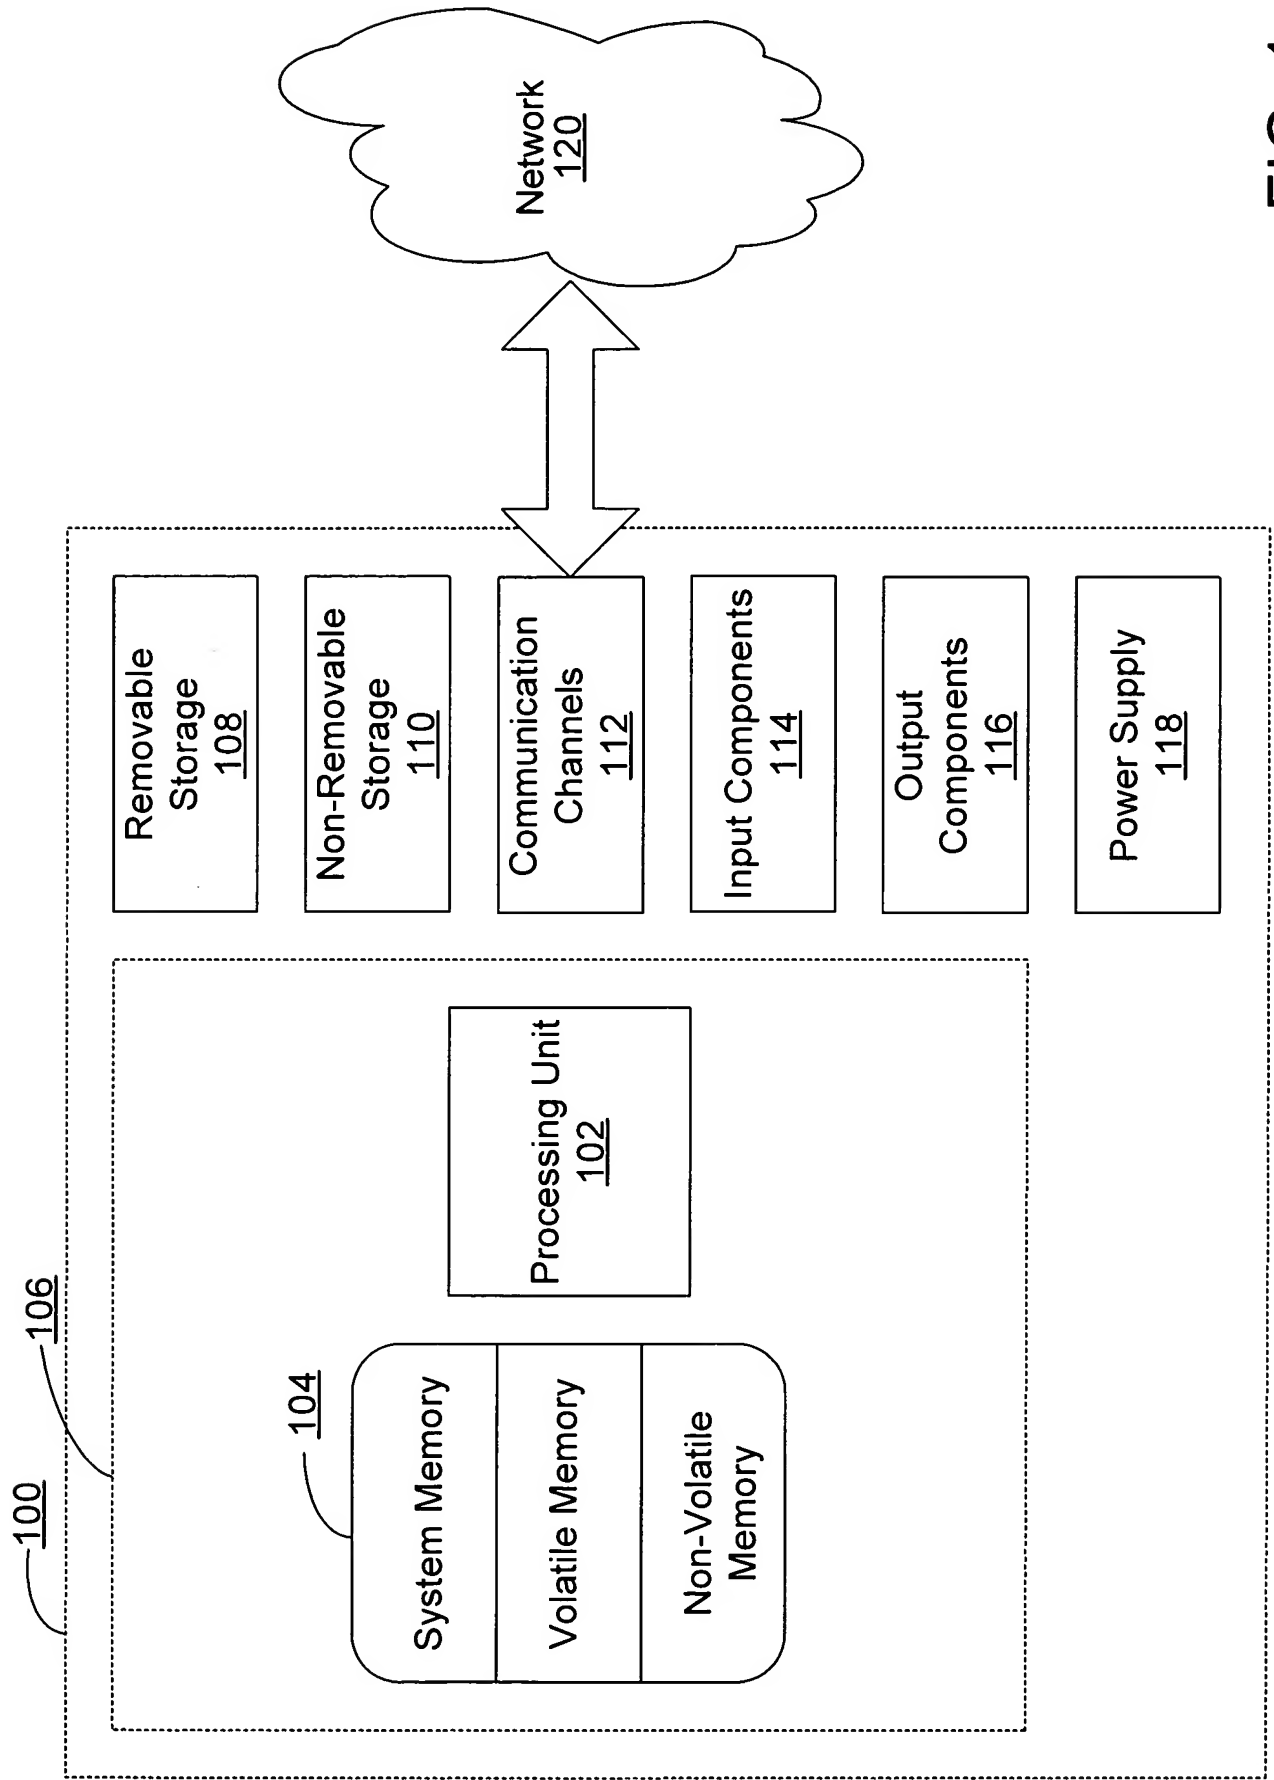 100
106
104
System Memory
Volatile Memory
Non-Volatile
Memory
Processing Unit
102
Removable
Storage
108
Non-Removable
Storage
110
Communication
Channels
112
Input Components
114
Output
Components
116
Power Supply
118
Network
120
FIG.